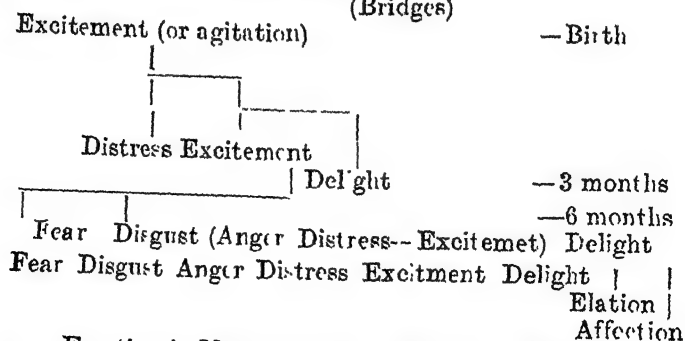 (Bridges)
Excitement (or agitation) —Birth
Distress Excitement
Delight —3 months
—6 months
Fear Disgust (Anger Distress--Excitemet) Delight
Fear Disgust Anger Distress Excitment Delight
Elation
Affection